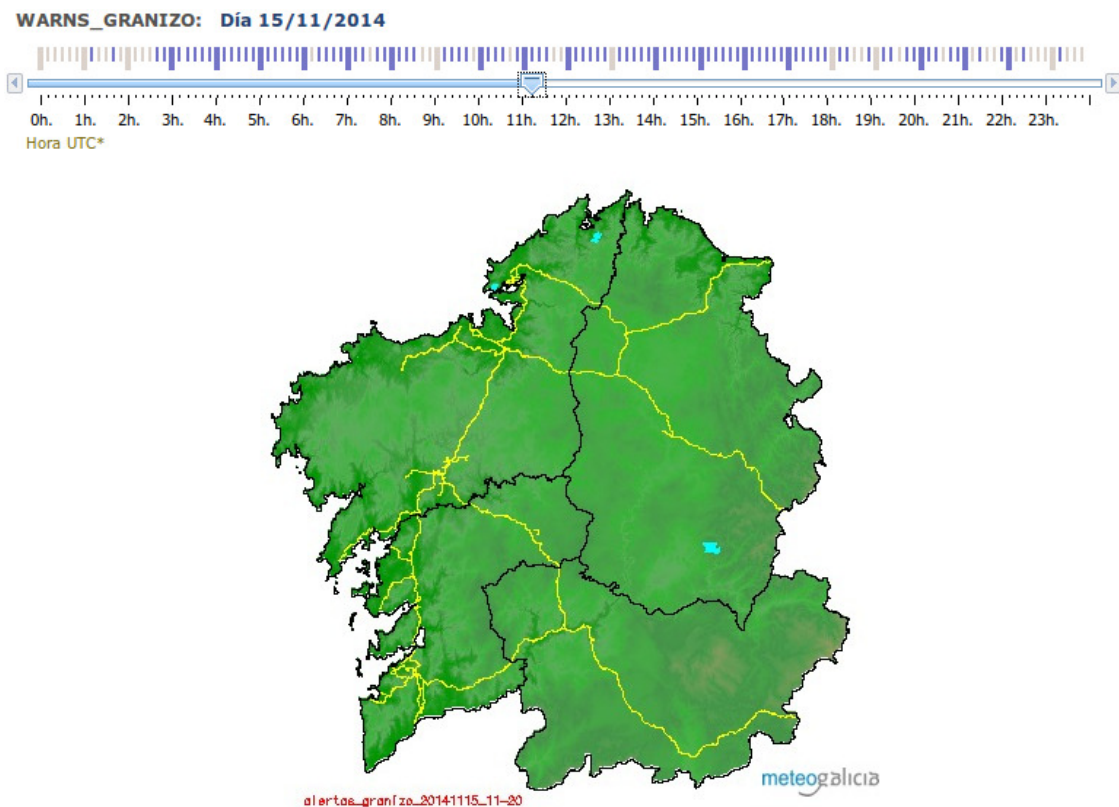 WARNS_GRANIZO: Día 15/11/2014
0h. 1h. 2h. 3h. 4h. 5h. 6h. 7h. 8h. 9h. 10h. 11h. 12h. 13h. 14h. 15h. 16h. 17h. 18h. 19h. 20h. 21h. 22h. 23h.
Hora UTC*
meteogalicia
alertas_granizo_20141115_11-20